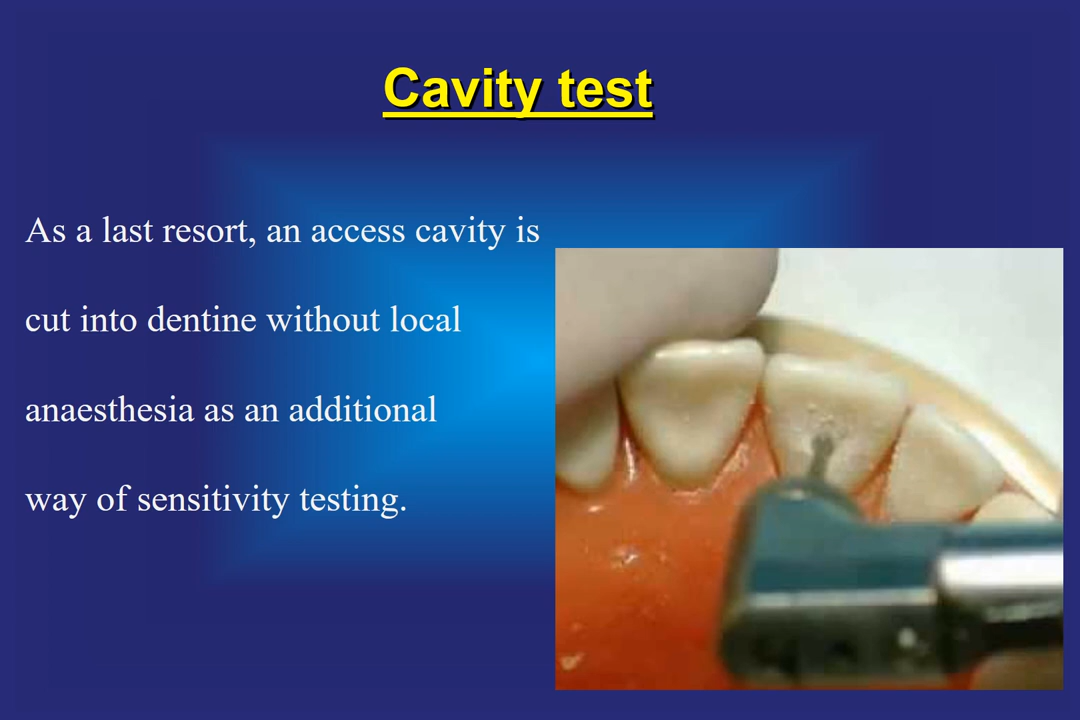 Cavity test
As a last resort, an access cavity is
cut into dentine without local
anaesthesia as an additional
way of sensitivity testing.